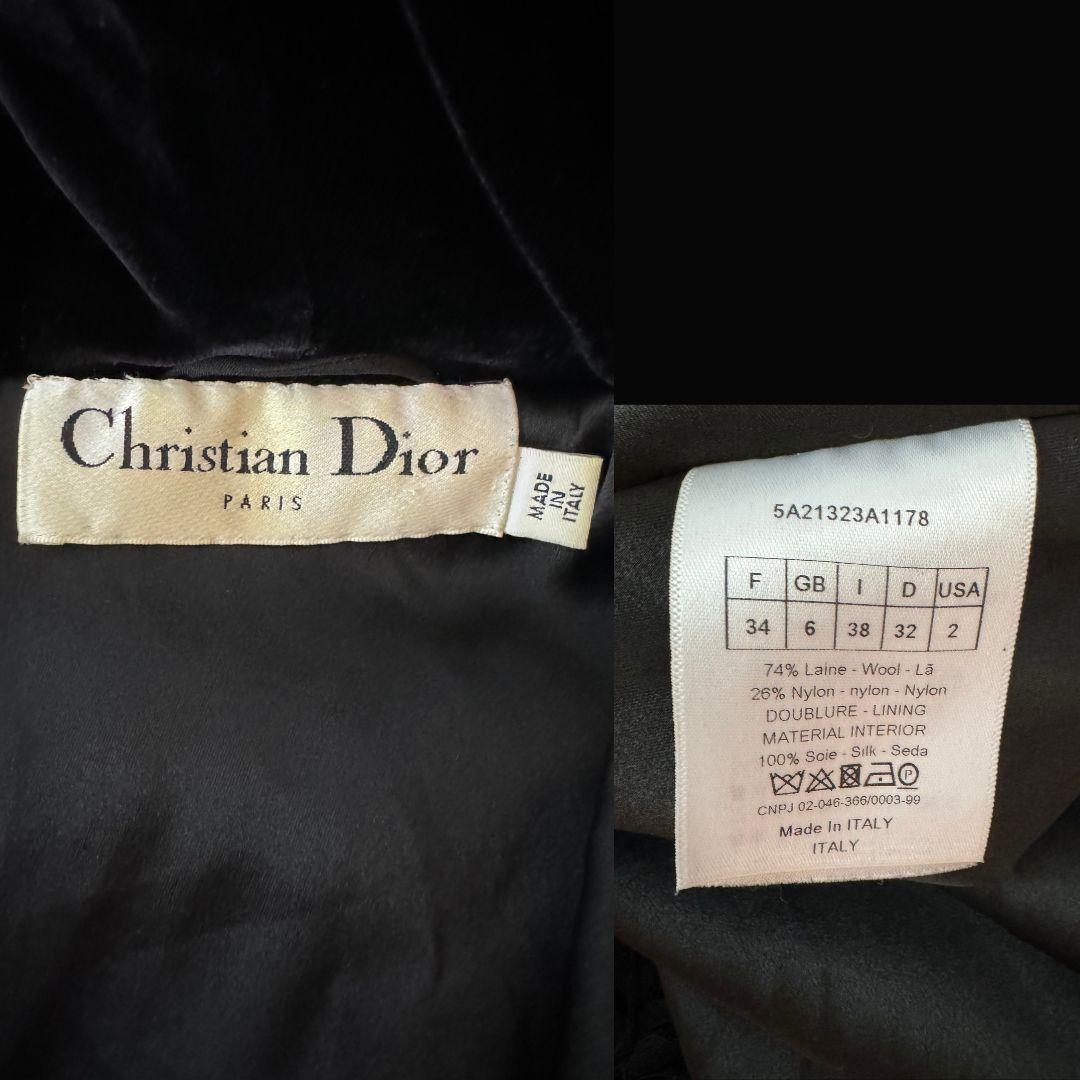 Christian Dior
PARIS
MADE
IN
ITALY
5A21323A1178
F GB I D USA
34 6 38 32 2
74% Laine - Wool - Lã
26% Nylon - nylon - Nylon
DOUBLURE - LINING
MATERIAL INTERIOR
100% Soie - Silk - Seda
CNPJ 02-046-366/0003-99
Made In ITALY
ITALY